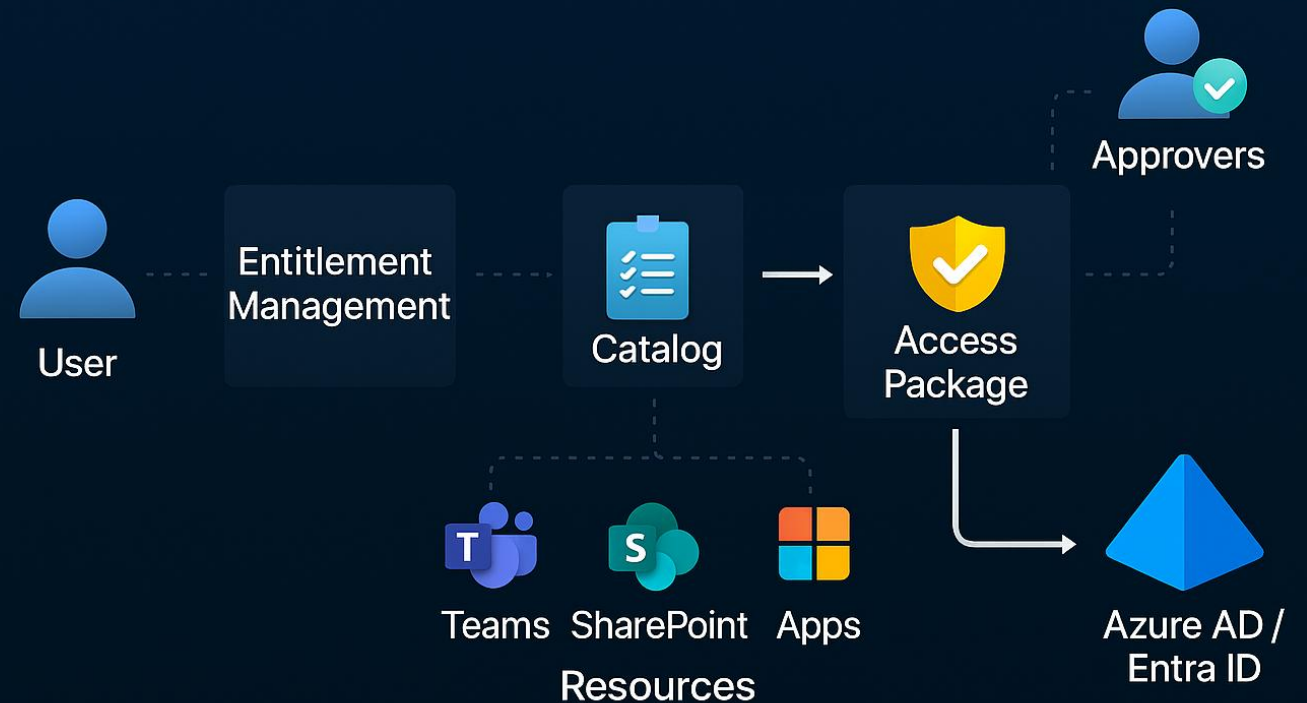 Approvers
User
Entitlement
Management
Catalog
Access
Package
T
S
Teams
SharePoint
Apps
Resources
Azure AD /
Entra ID